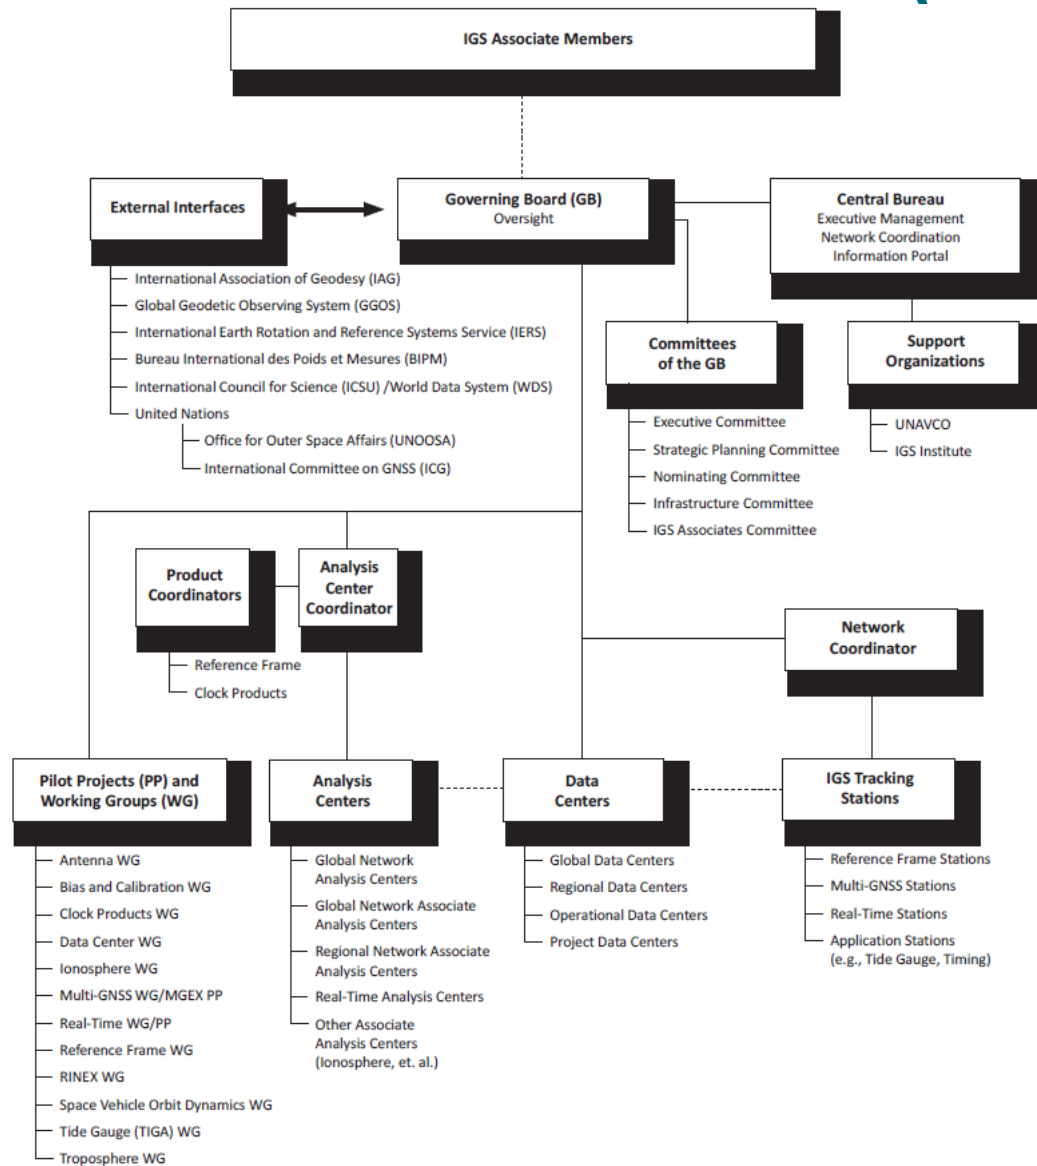 IGS Associate Members
External Interfaces
Governing Board (GB)
Oversight
Central Bureau
Executive Management
Network Coordination
Information Portal
International Association of Geodesy (IAG)
Global Geodetic Observing System (GGOS)
International Earth Rotation and Reference Systems Service (IERS)
Bureau International des Poids et Mesures (BIPM)
International Council for Science (ICSU) /World Data System (WDS)
United Nations
Office for Outer Space Affairs (UNOOSA)
International Committee on GNSS (ICG)
Committees
of the GB
Executive Committee
Strategic Planning Committee
Nominating Committee
Infrastructure Committee
IGS Associates Committee
Support
Organizations
UNAVCO
IGS Institute
Product
Coordinators
Reference Frame
Clock Products
Analysis
Center
Coordinator
Network
Coordinator
Pilot Projects (PP) and
Working Groups (WG)
Antenna WG
Bias and Calibration WG
Clock Products WG
Data Center WG
Ionosphere WG
Multi-GNSS WG/MGEX PP
Real-Time WG/PP
Reference Frame WG
RINEX WG
Space Vehicle Orbit Dynamics WG
Tide Gauge (TIGA) WG
Troposphere WG
Analysis
Centers
Global Network
Analysis Centers
Global Network Associate
Analysis Centers
Regional Network Associate
Analysis Centers
Real-Time Analysis Centers
Other Associate
Analysis Centers
(Ionosphere, et. al.)
Data
Centers
Global Data Centers
Regional Data Centers
Operational Data Centers
Project Data Centers
IGS Tracking
Stations
Reference Frame Stations
Multi-GNSS Stations
Real-Time Stations
Application Stations
(e.g., Tide Gauge, Timing)